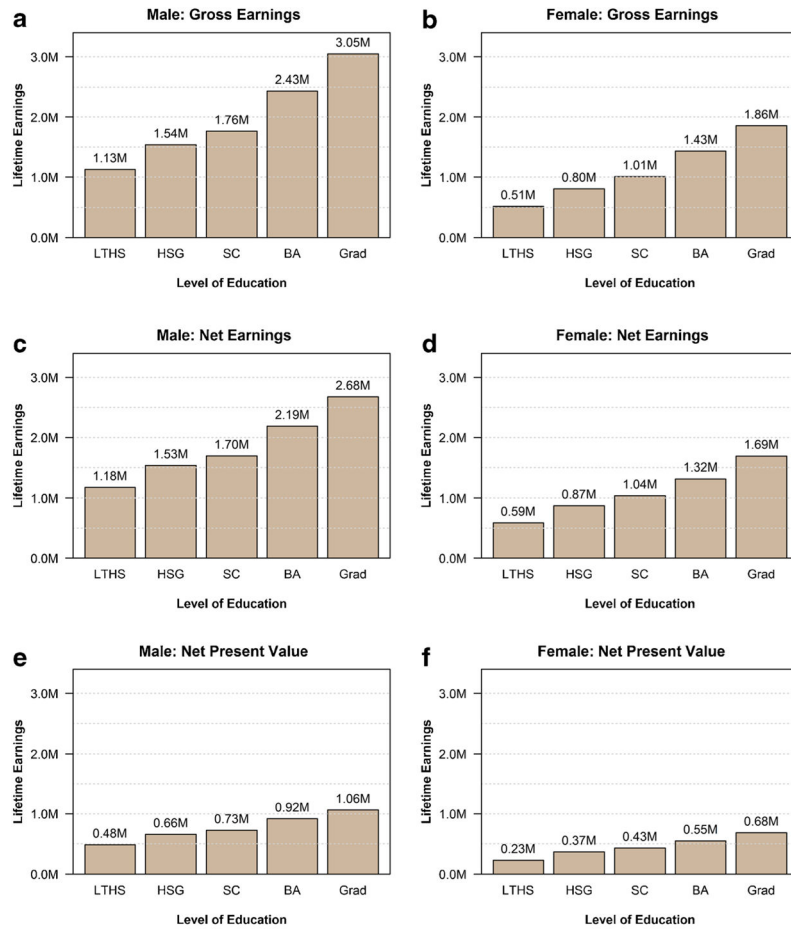 a
Male: Gross Earnings
Lifetime Earnings
3.0M
2.0M
1.0M
0.0M
1.13M
1.54M
1.76M
2.43M
3.05M
LTHS HSG SC BA Grad
Level of Education
b
Female: Gross Earnings
Lifetime Earnings
3.0M
2.0M
1.0M
0.0M
0.51M
0.80M
1.01M
1.43M
1.86M
LTHS HSG SC BA Grad
Level of Education
c
Male: Net Earnings
Lifetime Earnings
3.0M
2.0M
1.0M
0.0M
1.18M
1.53M
1.70M
2.19M
2.68M
LTHS HSG SC BA Grad
Level of Education
d
Female: Net Earnings
Lifetime Earnings
3.0M
2.0M
1.0M
0.0M
0.59M
0.87M
1.04M
1.32M
1.69M
LTHS HSG SC BA Grad
Level of Education
e
Male: Net Present Value
Lifetime Earnings
3.0M
2.0M
1.0M
0.0M
0.48M
0.66M
0.73M
0.92M
1.06M
LTHS HSG SC BA Grad
Level of Education
f
Female: Net Present Value
Lifetime Earnings
3.0M
2.0M
1.0M
0.0M
0.23M
0.37M
0.43M
0.55M
0.68M
LTHS HSG SC BA Grad
Level of Education